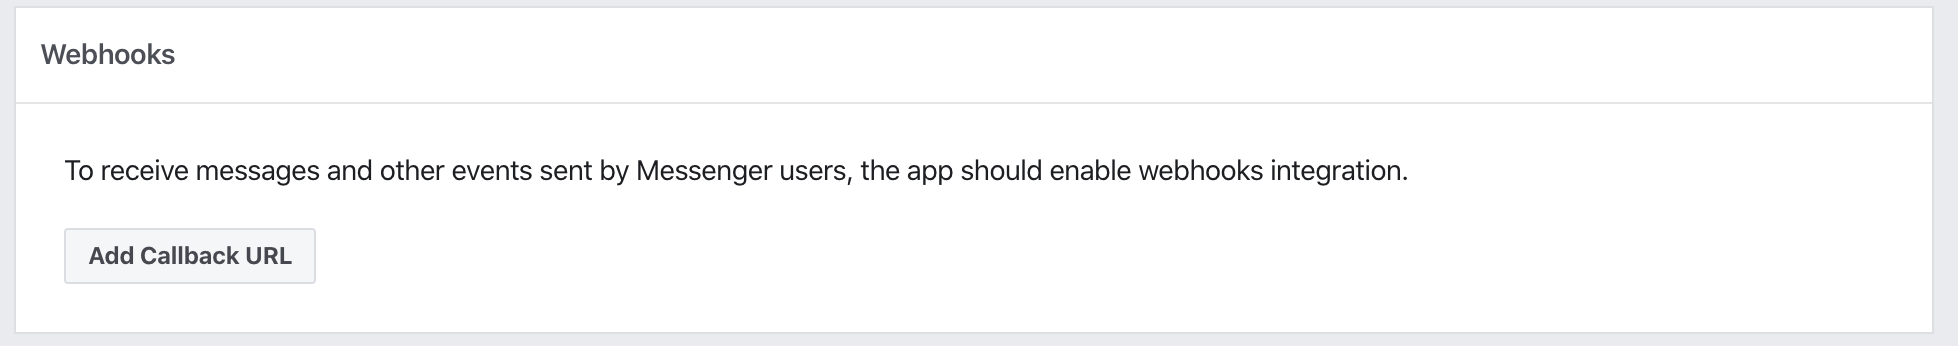 Webhooks
To receive messages and other events sent by Messenger users, the app should enable webhooks integration.
Add Callback URL